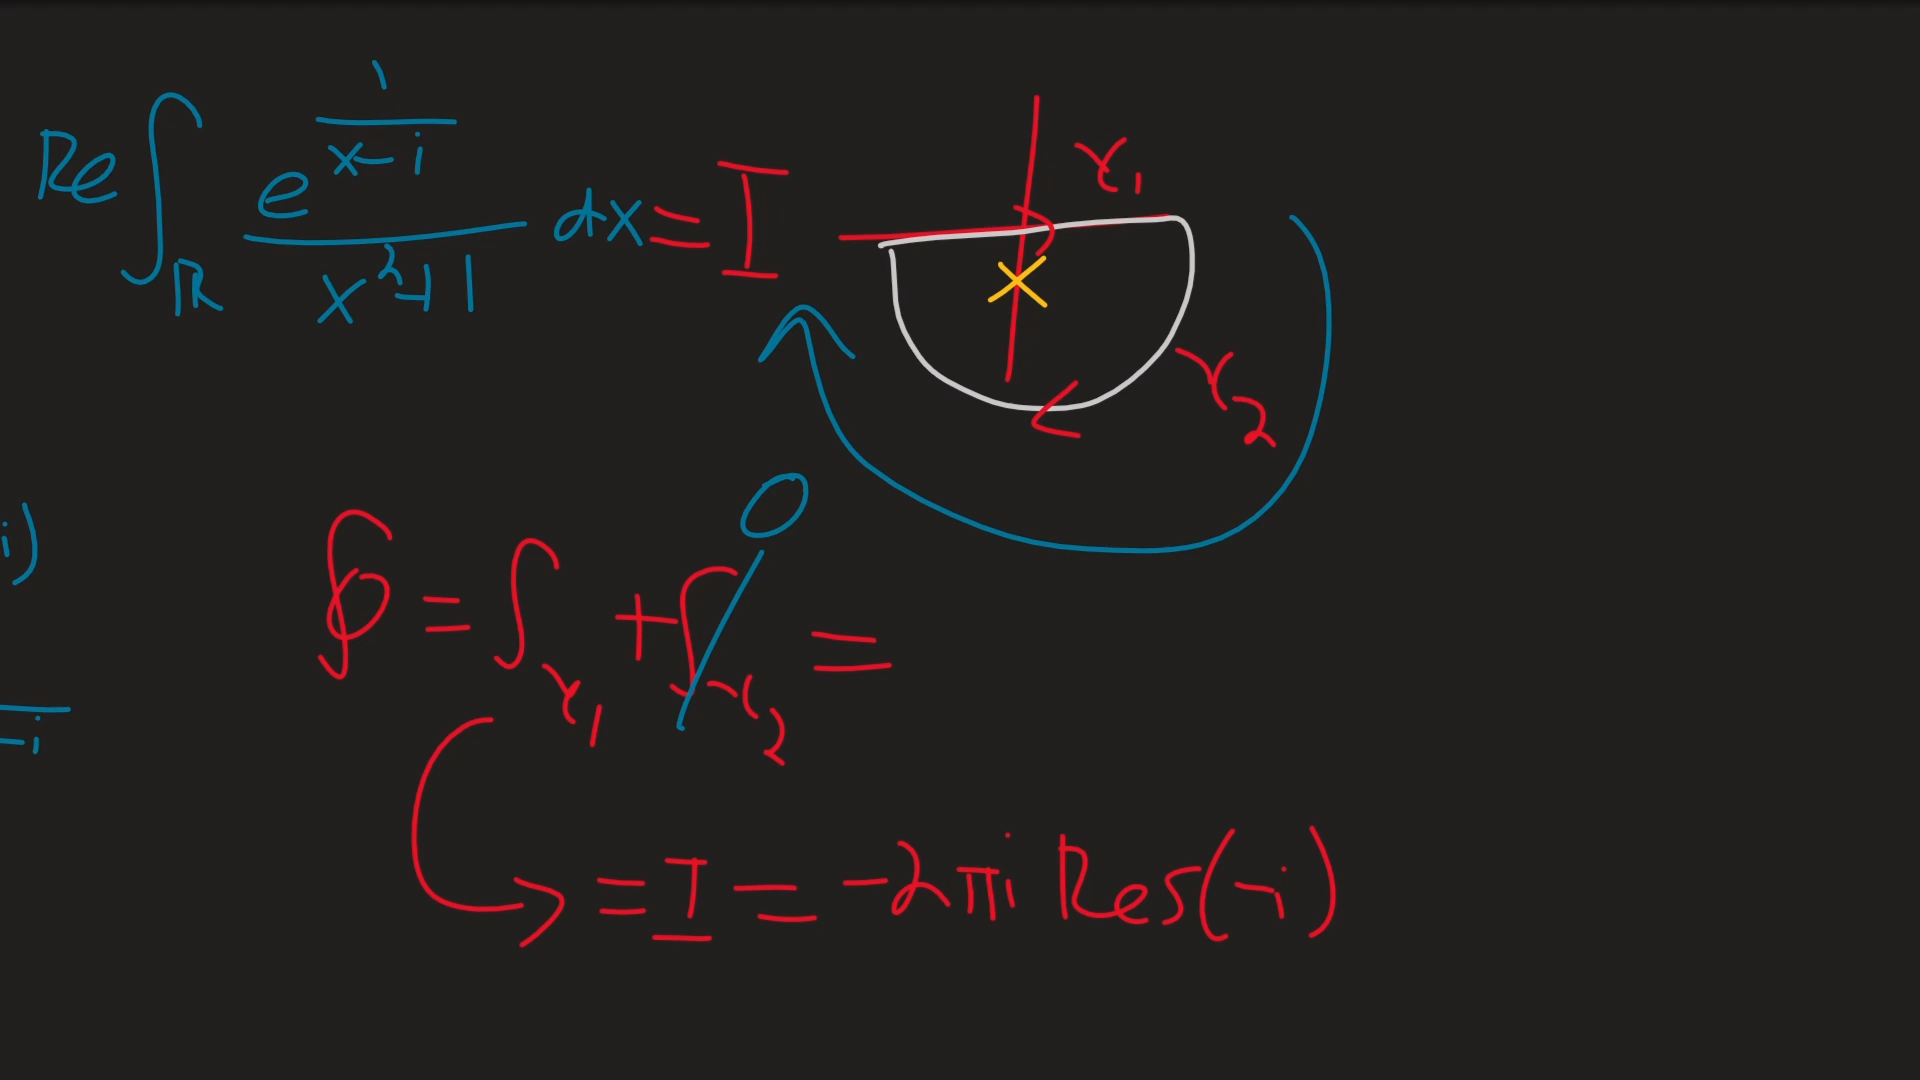 Re ∫_ℝ e^{1/(x-i)} / (x²+1) dx = I
γ₁
γ₂
i)
0
∮ = ∫_γ₁ + ∫_γ₂ =
-i
= I = -2πi Res(-i)